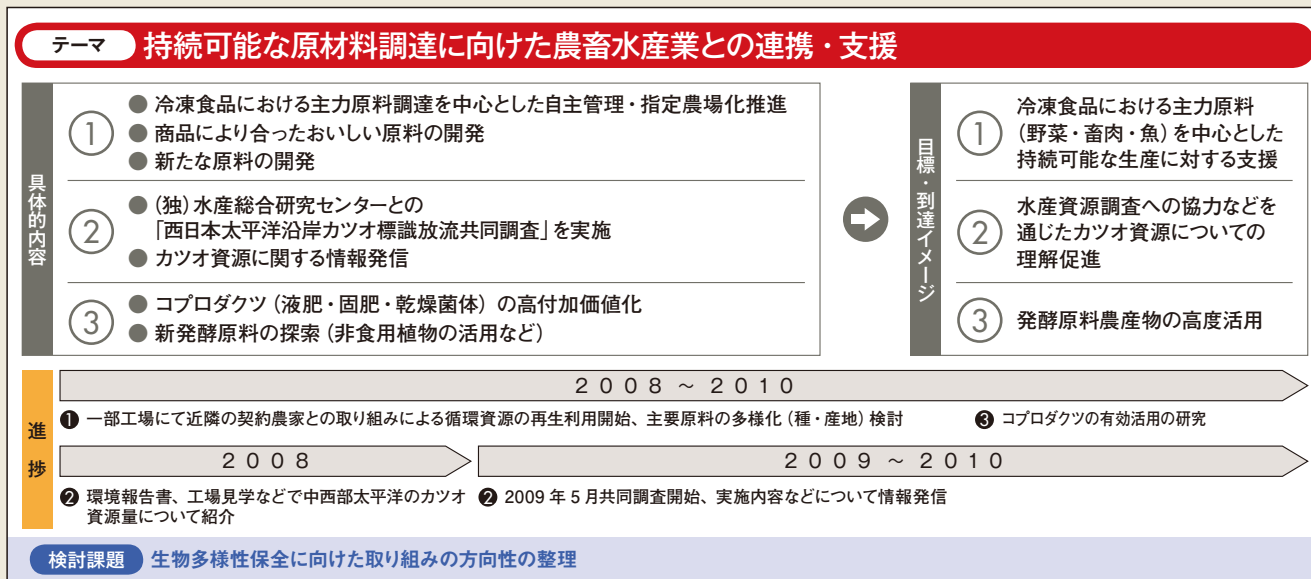 テーマ 持続可能な原材料調達に向けた農畜水産業との連携・支援
具体的内容
①
● 冷凍食品における主力原料調達を中心とした自主管理・指定農場化推進
● 商品により合ったおいしい原料の開発
● 新たな原料の開発
②
● (独)水産総合研究センターとの
「西日本太平洋沿岸カツオ標識放流共同調査」を実施
● カツオ資源に関する情報発信
③
● コプロダクツ(液肥・固肥・乾燥菌体)の高付加価値化
● 新発酵原料の探索(非食用植物の活用など)
目標・到達イメージ
①
冷凍食品における主力原料
(野菜・畜肉・魚)を中心とした
持続可能な生産に対する支援
②
水産資源調査への協力などを
通じたカツオ資源についての
理解促進
③
発酵原料農産物の高度活用
進捗
2008~2010
❶ 一部工場にて近隣の契約農家との取り組みによる循環資源の再生利用開始、主要原料の多様化(種・産地)検討
❸ コプロダクツの有効活用の研究
2008
❷ 環境報告書、工場見学などで中西部太平洋のカツオ
資源量について紹介
2009~2010
❷ 2009年5月共同調査開始、実施内容などについて情報発信
検討課題 生物多様性保全に向けた取り組みの方向性の整理